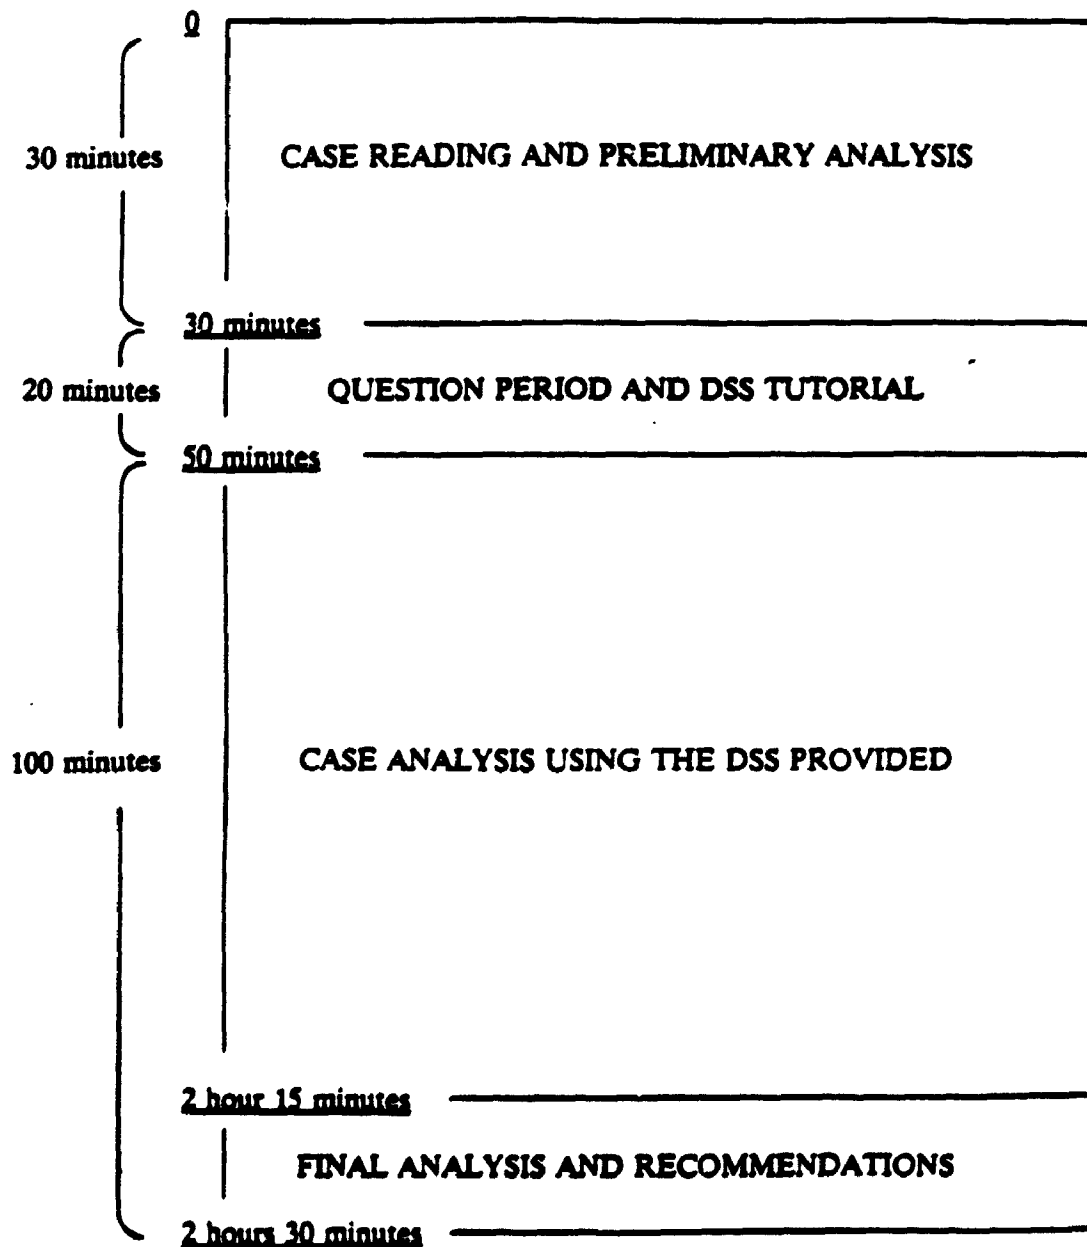 0
30 minutes CASE READING AND PRELIMINARY ANALYSIS
30 minutes
20 minutes QUESTION PERIOD AND DSS TUTORIAL
50 minutes
100 minutes CASE ANALYSIS USING THE DSS PROVIDED
2 hour 15 minutes
FINAL ANALYSIS AND RECOMMENDATIONS
2 hours 30 minutes